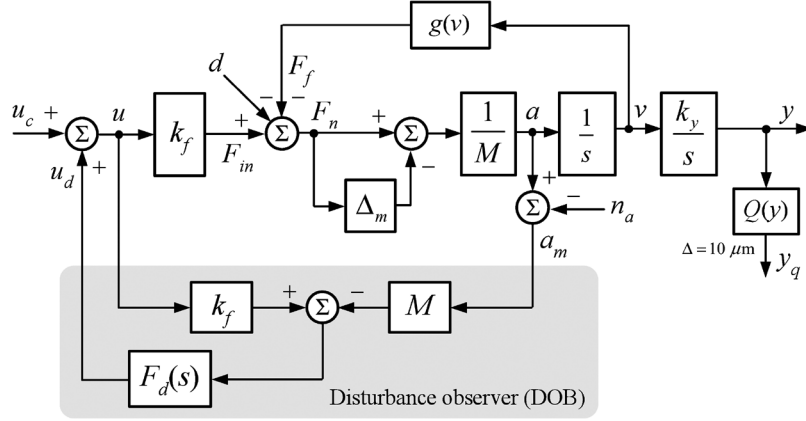 g(v)
d
F_f
− −
u_c + Σ u k_f + F_in Σ F_n + Σ 1/M a 1/s v k_y/s y
u_d + − +
Δ_m Σ − n_a Q(y)
a_m Δ = 10 μm y_q
k_f + Σ − M
F_d(s)
Disturbance observer (DOB)